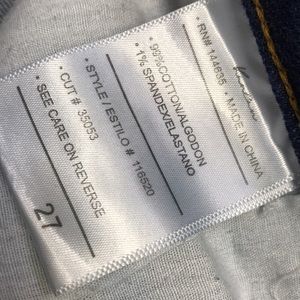 • RN# 144635 • MADE IN CHINA
• 99%COTTON/ALGODON
• 1% SPANDEX/ELASTANO
• STYLE / ESTILO # 116520
• CUT # 35053
• SEE CARE ON REVERSE
27